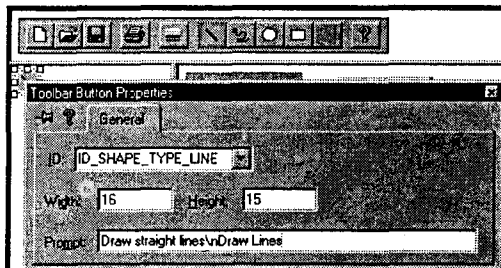 Toolbar Button Properties
General
ID: ID_SHAPE_TYPE_LINE
Width: 16 Height: 15
Prompt: Draw straight lines\nDraw Lines